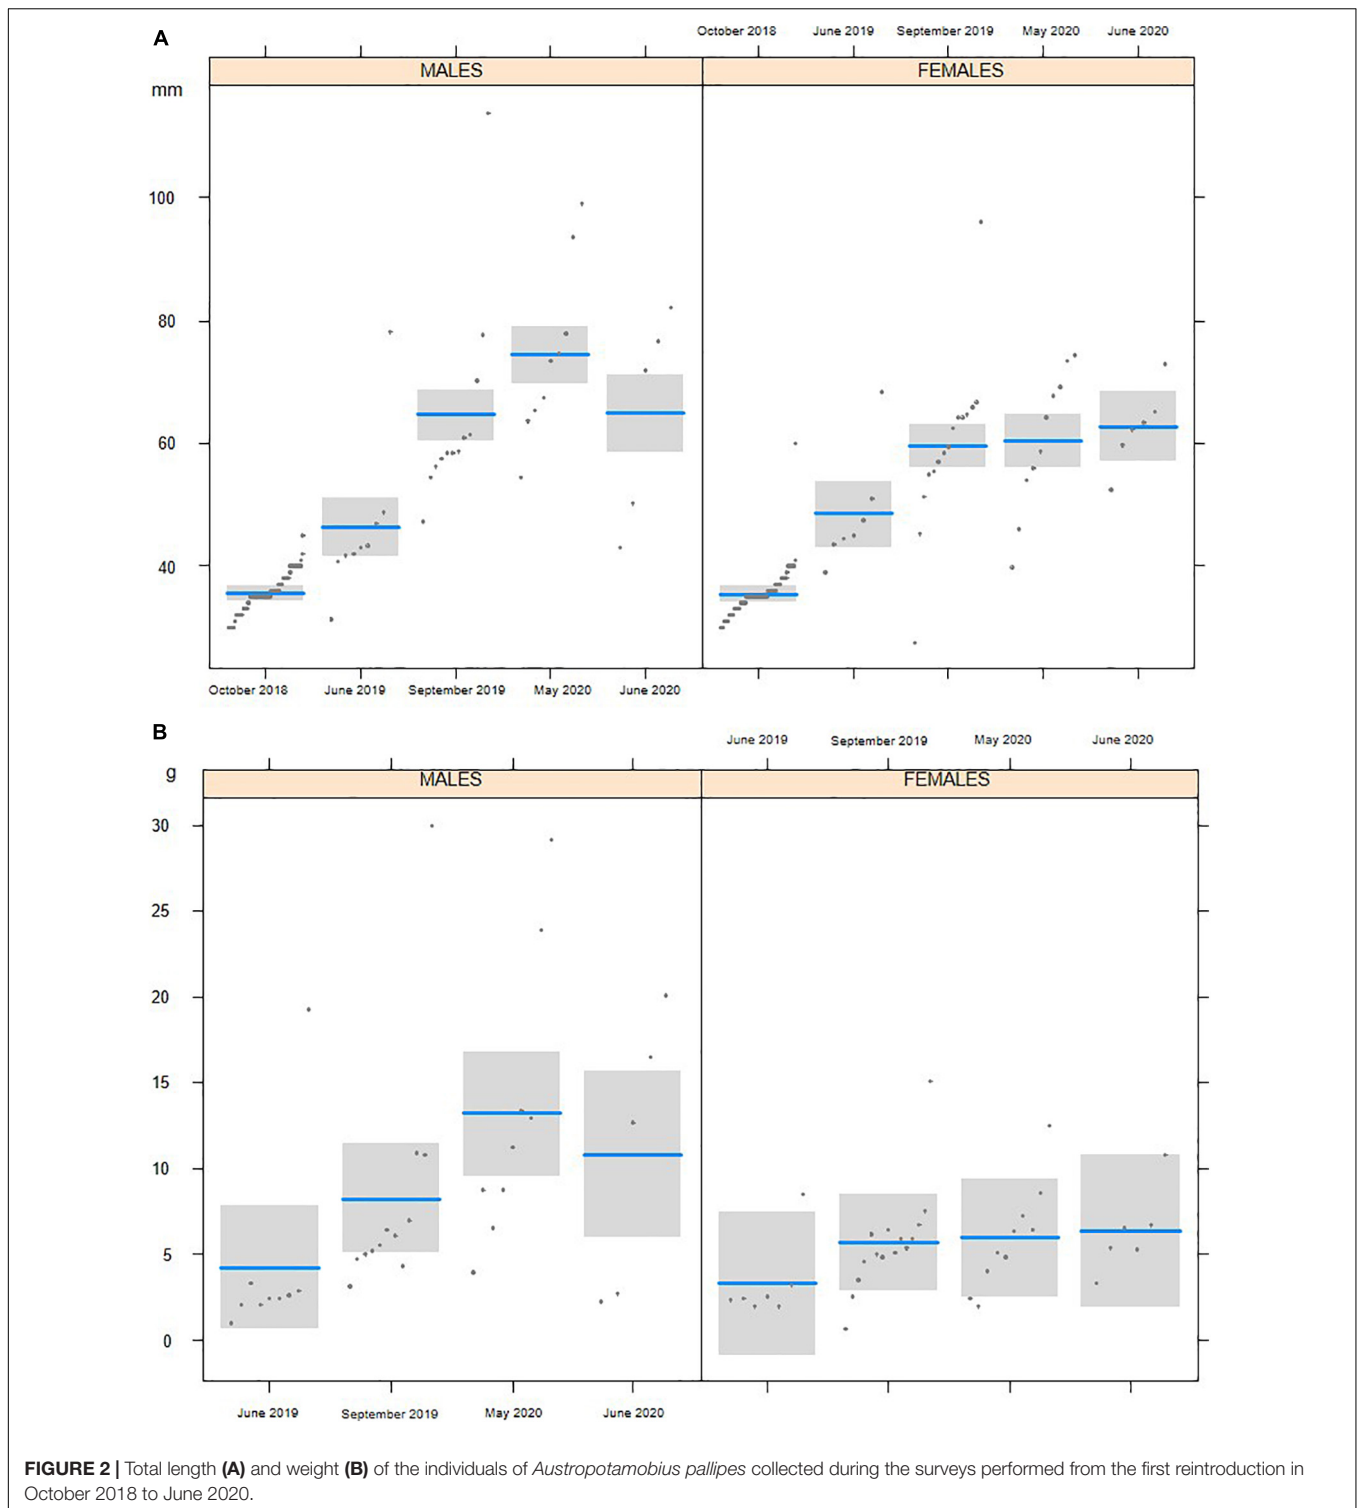 A
October 2018 June 2019 September 2019 May 2020 June 2020
MALES FEMALES
mm
100
80
60
40
October 2018 June 2019 September 2019 May 2020 June 2020
B
June 2019 September 2019 May 2020 June 2020
g
MALES FEMALES
30
25
20
15
10
5
0
June 2019 September 2019 May 2020 June 2020
FIGURE 2 | Total length (A) and weight (B) of the individuals of Austropotamobius pallipes collected during the surveys performed from the first reintroduction in
October 2018 to June 2020.